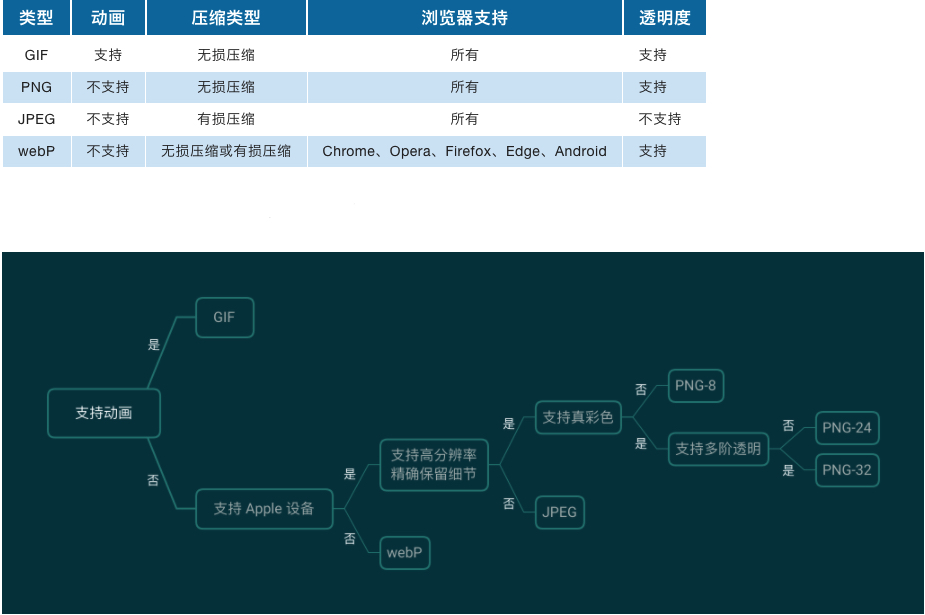 类型 动画 压缩类型 浏览器支持 透明度
GIF 支持 无损压缩 所有 支持
PNG 不支持 无损压缩 所有 支持
JPEG 不支持 有损压缩 所有 不支持
webP 不支持 无损压缩或有损压缩 Chrome、Opera、Firefox、Edge、Android 支持
GIF
是
支持动画
否
支持 Apple 设备
是
否
支持高分辨率
精确保留细节
webP
是
否
支持真彩色
JPEG
否
是
PNG-8
支持多阶透明
否
是
PNG-24
PNG-32